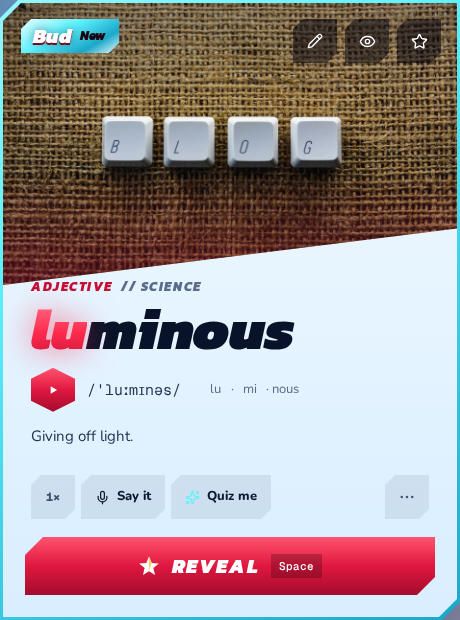 Bud New
B L O G
ADJECTIVE // SCIENCE
luminous
/ˈluːmɪnəs/ lu · mi · nous
Giving off light.
1× Say it Quiz me ...
REVEAL Space